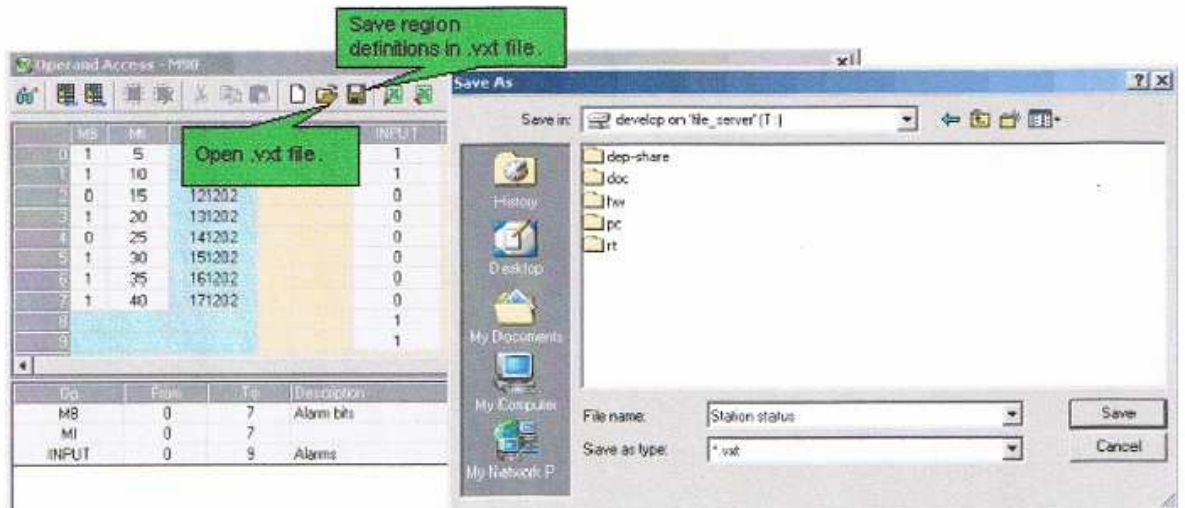 Save region
definitions in .vxt file.
Operand Access - M90
Save As
Save in: develop on 'file_server' (T:)
Open .vxt file.
MB MI INPUT
0 1 5 1
1 1 10 1
2 0 15 121202 0
3 1 20 131202 0
4 0 25 141202 0
5 1 30 151202 0
6 1 35 161202 0
7 1 40 171202 0
8 1
9 1
dep-share
doc
hw
pc
rt
History
Desktop
My Documents
My Computer
My Network P
Op From To Description
MB 0 7 Alarm bits
MI 0 7
INPUT 0 9 Alarms
File name: Station status Save
Save as type: *.vxt Cancel